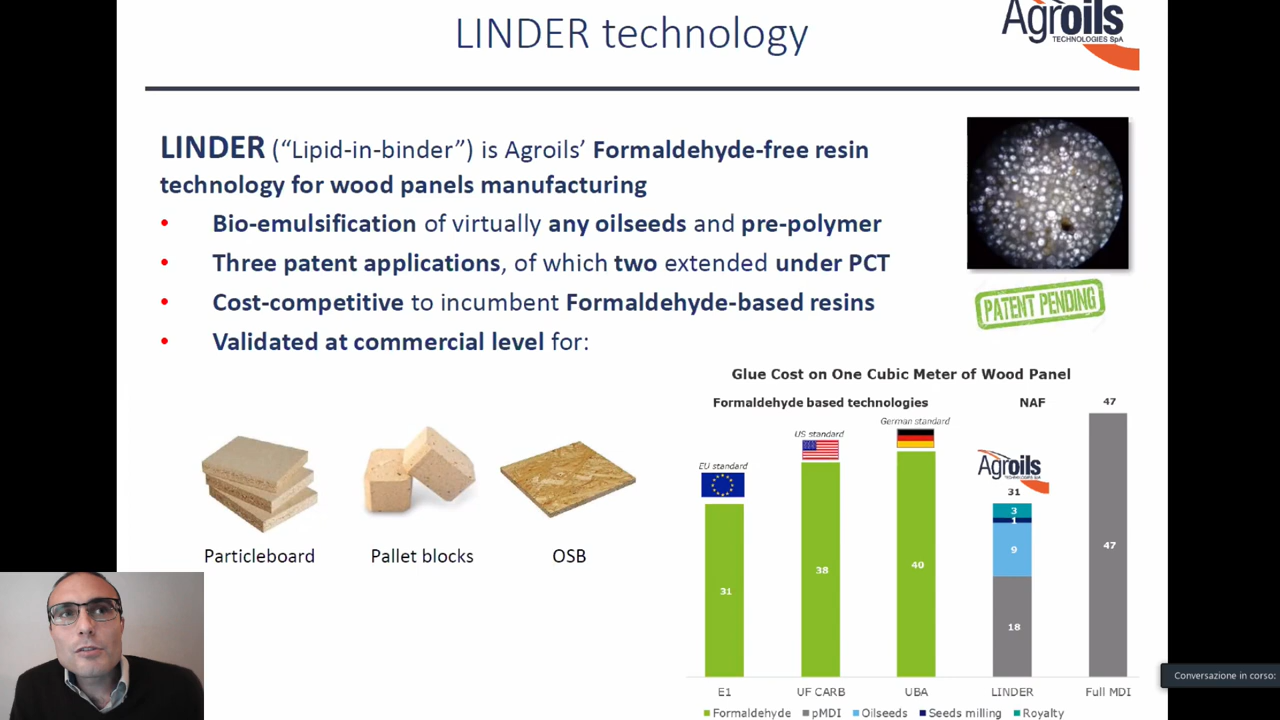 LINDER technology
Agroils
TECHNOLOGIES SpA
LINDER (“Lipid-in-binder”) is Agroils’ Formaldehyde-free resin
technology for wood panels manufacturing
• Bio-emulsification of virtually any oilseeds and pre-polymer
• Three patent applications, of which two extended under PCT
• Cost-competitive to incumbent Formaldehyde-based resins
• Validated at commercial level for:
PATENT PENDING
Particleboard
Pallet blocks
OSB
Glue Cost on One Cubic Meter of Wood Panel
Formaldehyde based technologies
NAF
47
German standard
US standard
EU standard
Agroils
TECHNOLOGIES SpA
31
3
1
9
18
31
38
40
47
E1
UF CARB
UBA
LINDER
Full MDI
Formaldehyde
pMDI
Oilseeds
Seeds milling
Royalty
Conversazione in corso: